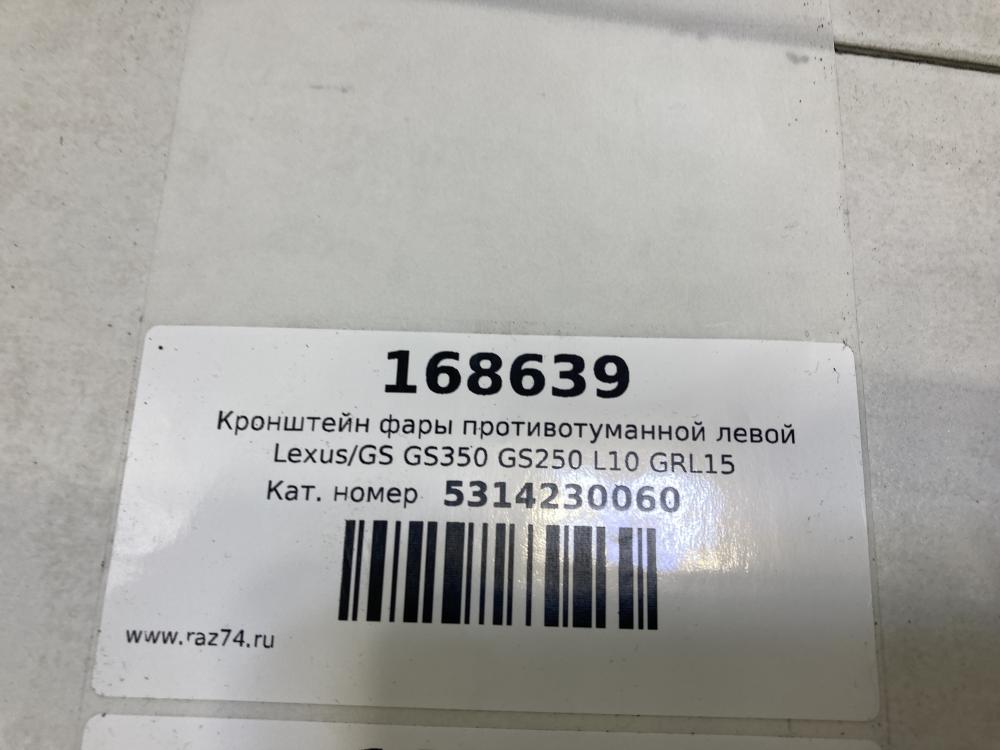 168639
Кронштейн фары противотуманной левой
Lexus/GS GS350 GS250 L10 GRL15
Кат. номер 5314230060
www.raz74.ru